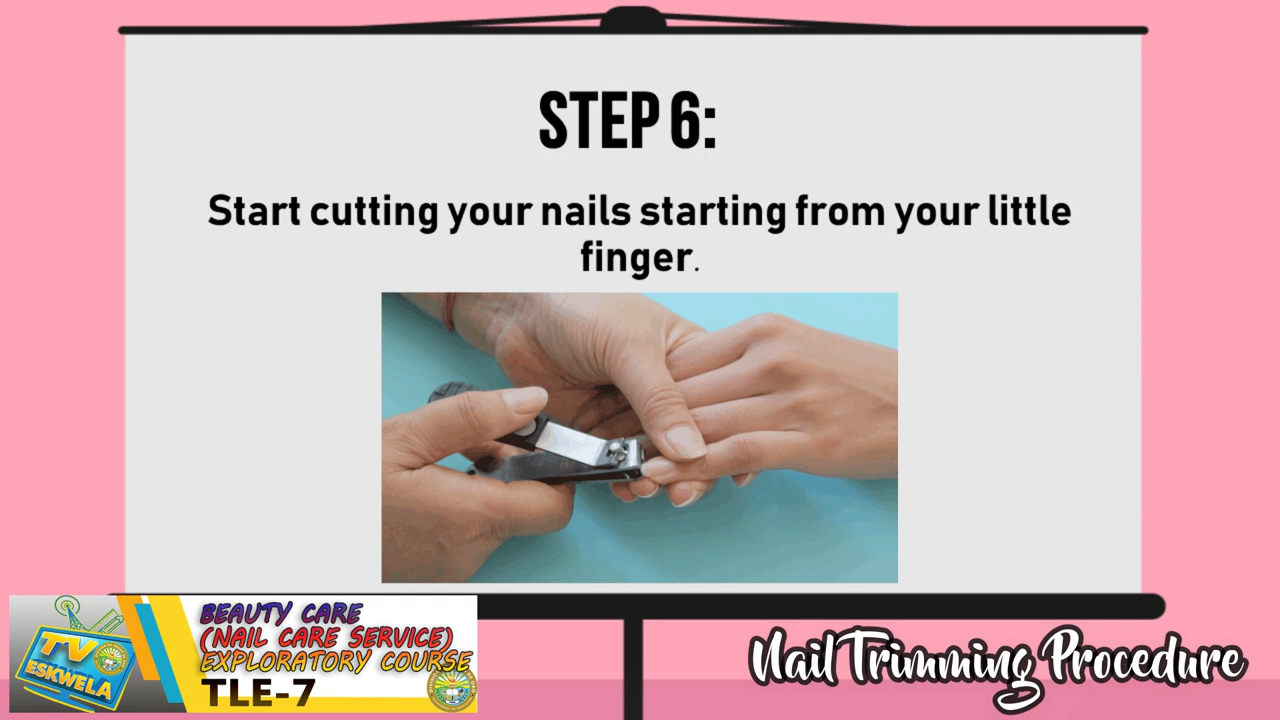 STEP 6:
Start cutting your nails starting from your little
finger.
TV
ESKWELA
BEAUTY CARE
(NAIL CARE SERVICE)
EXPLORATORY COURSE
TLE-7
Nail Trimming Procedure